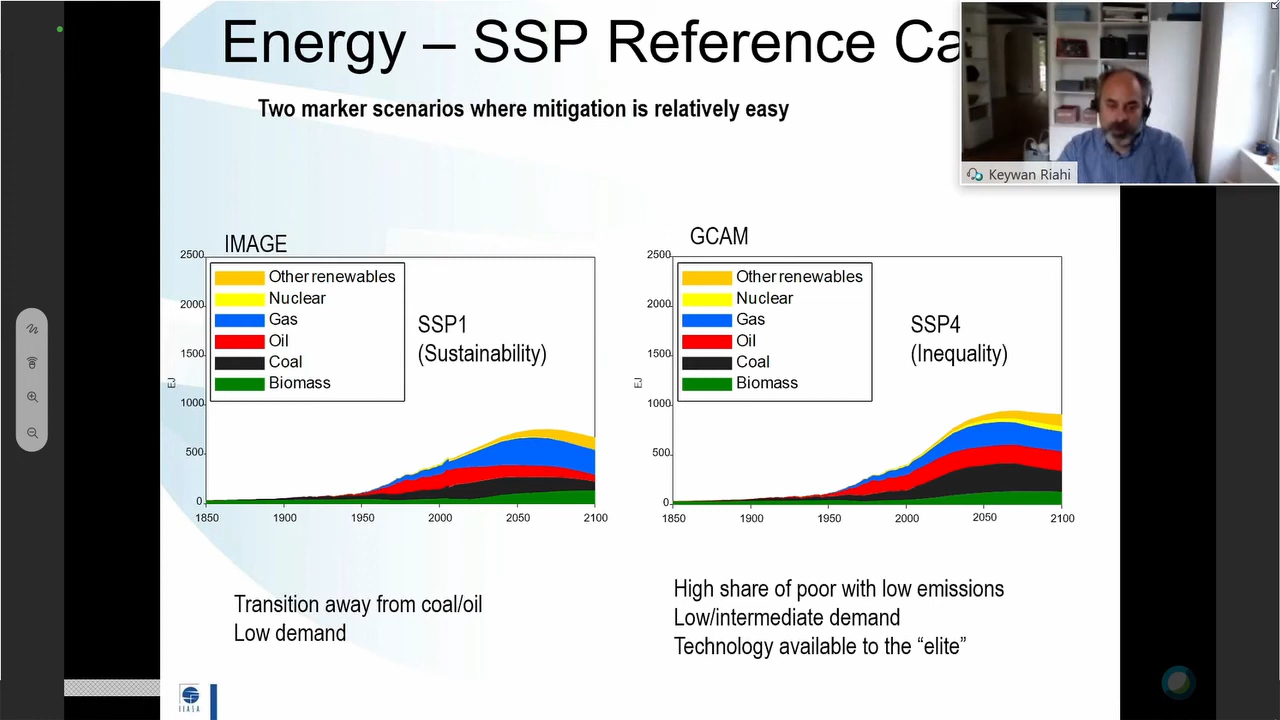 Energy – SSP Reference Ca
Two marker scenarios where mitigation is relatively easy
Keywan Riahi
IMAGE
2500
2000
1500
1000
500
0
EJ
Other renewables
Nuclear
Gas
Oil
Coal
Biomass
SSP1
(Sustainability)
1850 1900 1950 2000 2050 2100
GCAM
2500
2000
1500
1000
500
0
EJ
Other renewables
Nuclear
Gas
Oil
Coal
Biomass
SSP4
(Inequality)
1850 1900 1950 2000 2050 2100
Transition away from coal/oil
Low demand
High share of poor with low emissions
Low/intermediate demand
Technology available to the “elite”
IIASA